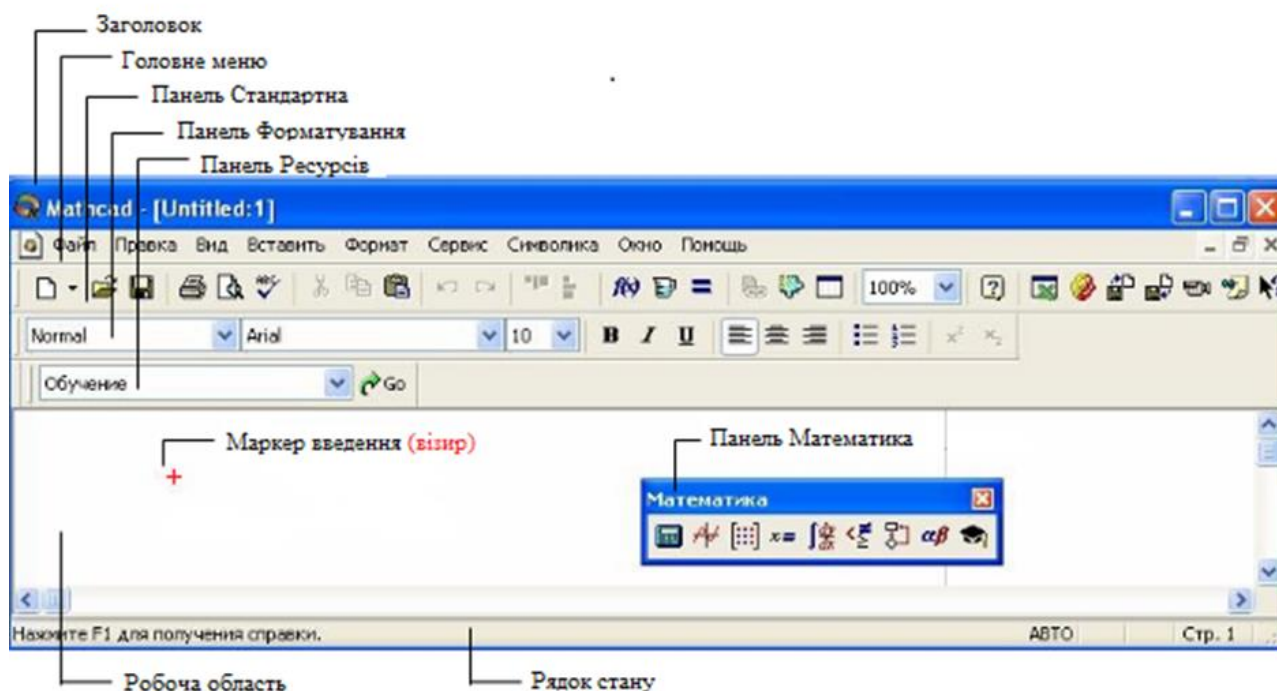 Заголовок
Головне меню
Панель Стандартна
Панель Форматування
Панель Ресурсів
Mathcad - [Untitled:1]
Файл Правка Вид Вставить Формат Сервис Символика Окно Помощь
100%
Normal Arial 10 B I U
Обучение Go
Маркер введення (візир) Панель Математика
Математика
Нажмите F1 для получения справки. АВТО Стр. 1
Робоча область Рядок стану